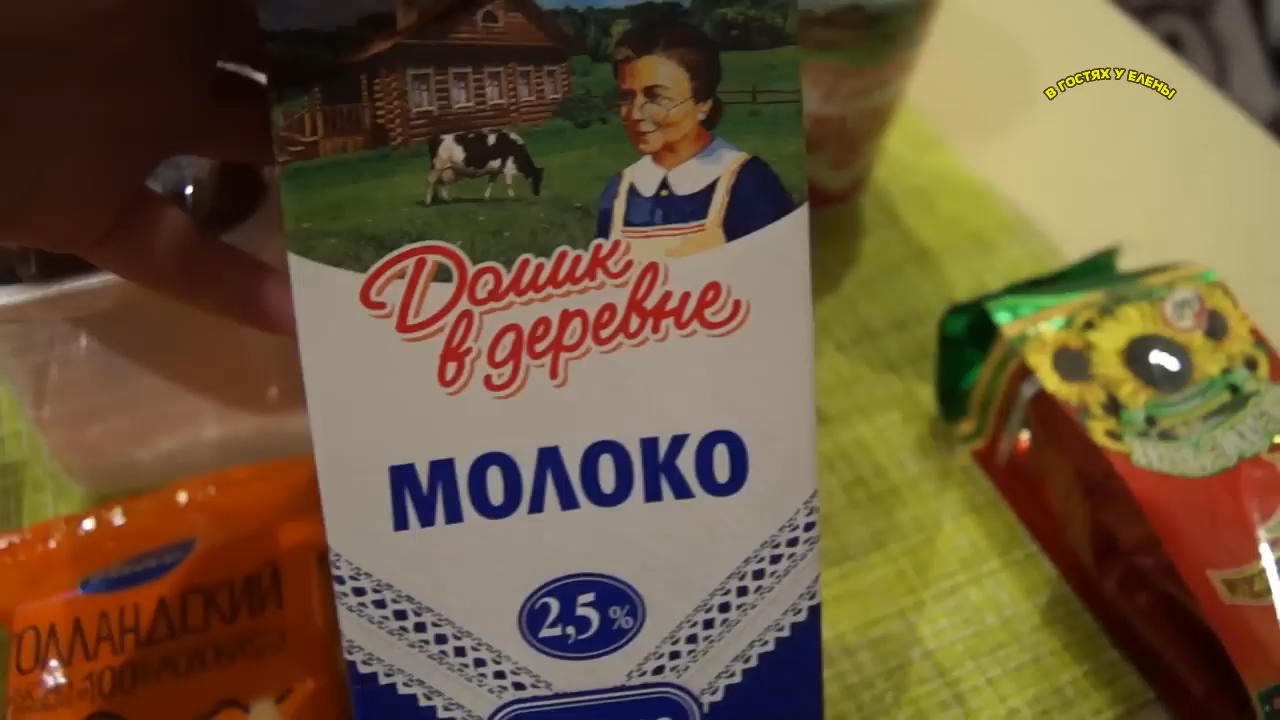 В ГОСТЯХ У ЕЛЕНЫ
Домик
в деревне
МОЛОКО
2,5 %
ГОЛЛАНДСКИЙ